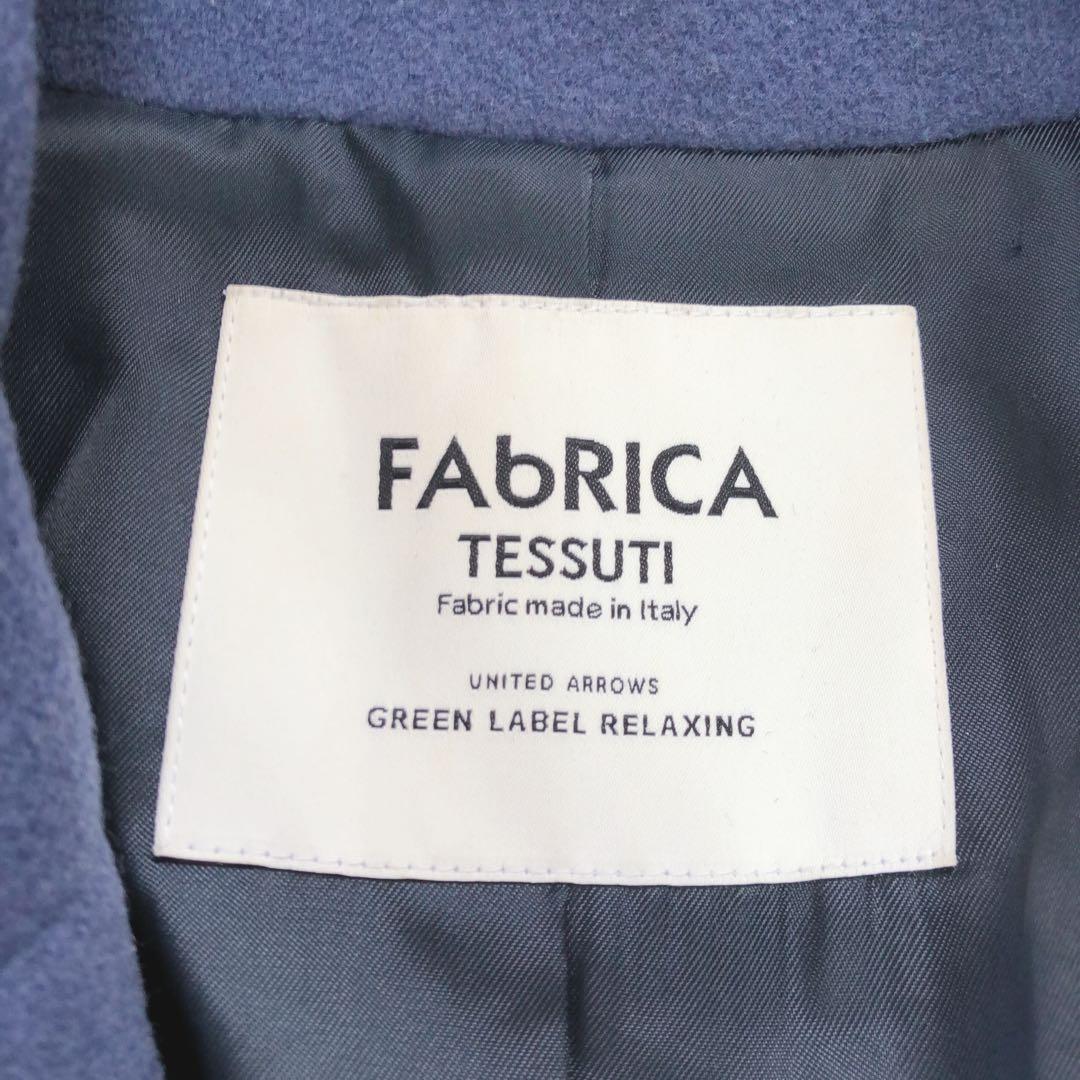 FAbRICA
TESSUTI
Fabric made in Italy
UNITED ARROWS
GREEN LABEL RELAXING